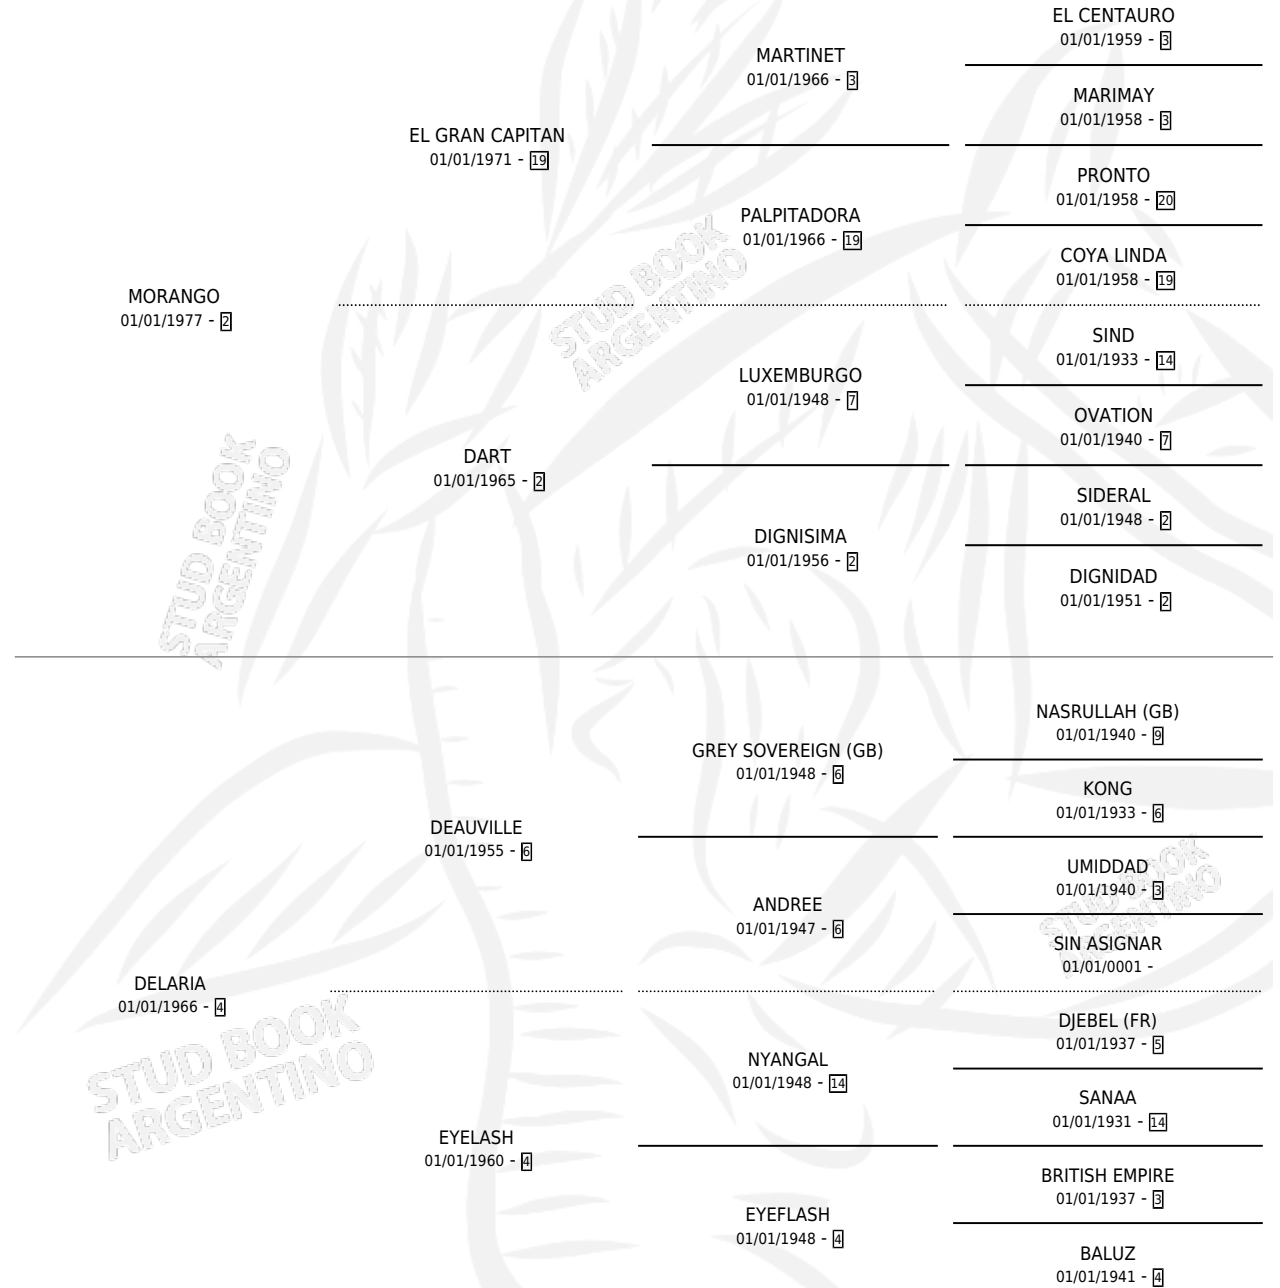 EL CENTAURO
01/01/1959 - 3
MARTINET
01/01/1966 - 3
MARIMAY
01/01/1958 - 3
EL GRAN CAPITAN
01/01/1971 - 19
PRONTO
01/01/1958 - 20
PALPITADORA
01/01/1966 - 19
COYA LINDA
01/01/1958 - 19
MORANGO
01/01/1977 - 2
STUD BOOK
ARGENTINO
SIND
01/01/1933 - 14
LUXEMBURGO
01/01/1948 - 7
OVATION
01/01/1940 - 7
DART
01/01/1965 - 2
SIDERAL
01/01/1948 - 2
DIGNISIMA
01/01/1956 - 2
DIGNIDAD
01/01/1951 - 2
STUD BOOK
ARGENTINO
NASRULLAH (GB)
01/01/1940 - 9
GREY SOVEREIGN (GB)
01/01/1948 - 6
KONG
01/01/1933 - 6
DEAUVILLE
01/01/1955 - 6
UMIDDAD
01/01/1940 - 3
ANDREE
01/01/1947 - 6
SIN ASIGNAR
01/01/0001 -
STUD BOOK
ARGENTINO
DELARIA
01/01/1966 - 4
DJEBEL (FR)
01/01/1937 - 5
NYANGAL
01/01/1948 - 14
SANAA
01/01/1931 - 14
STUD BOOK
ARGENTINO
EYELASH
01/01/1960 - 4
BRITISH EMPIRE
01/01/1937 - 3
EYEFLASH
01/01/1948 - 4
BALUZ
01/01/1941 - 4